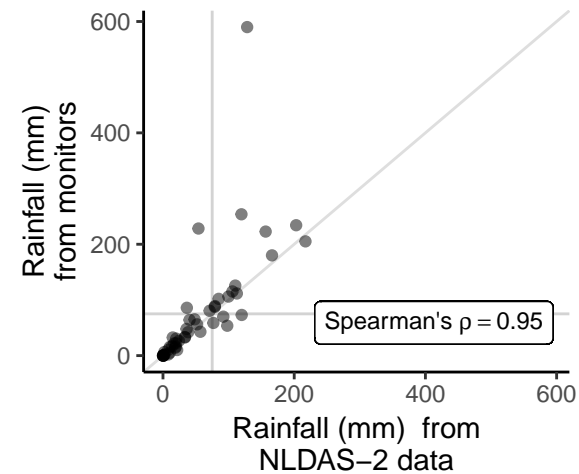 600
400
200
0
Rainfall (mm)
from monitors
Spearman's ρ = 0.95
0
200
400
600
Rainfall (mm) from
NLDAS−2 data